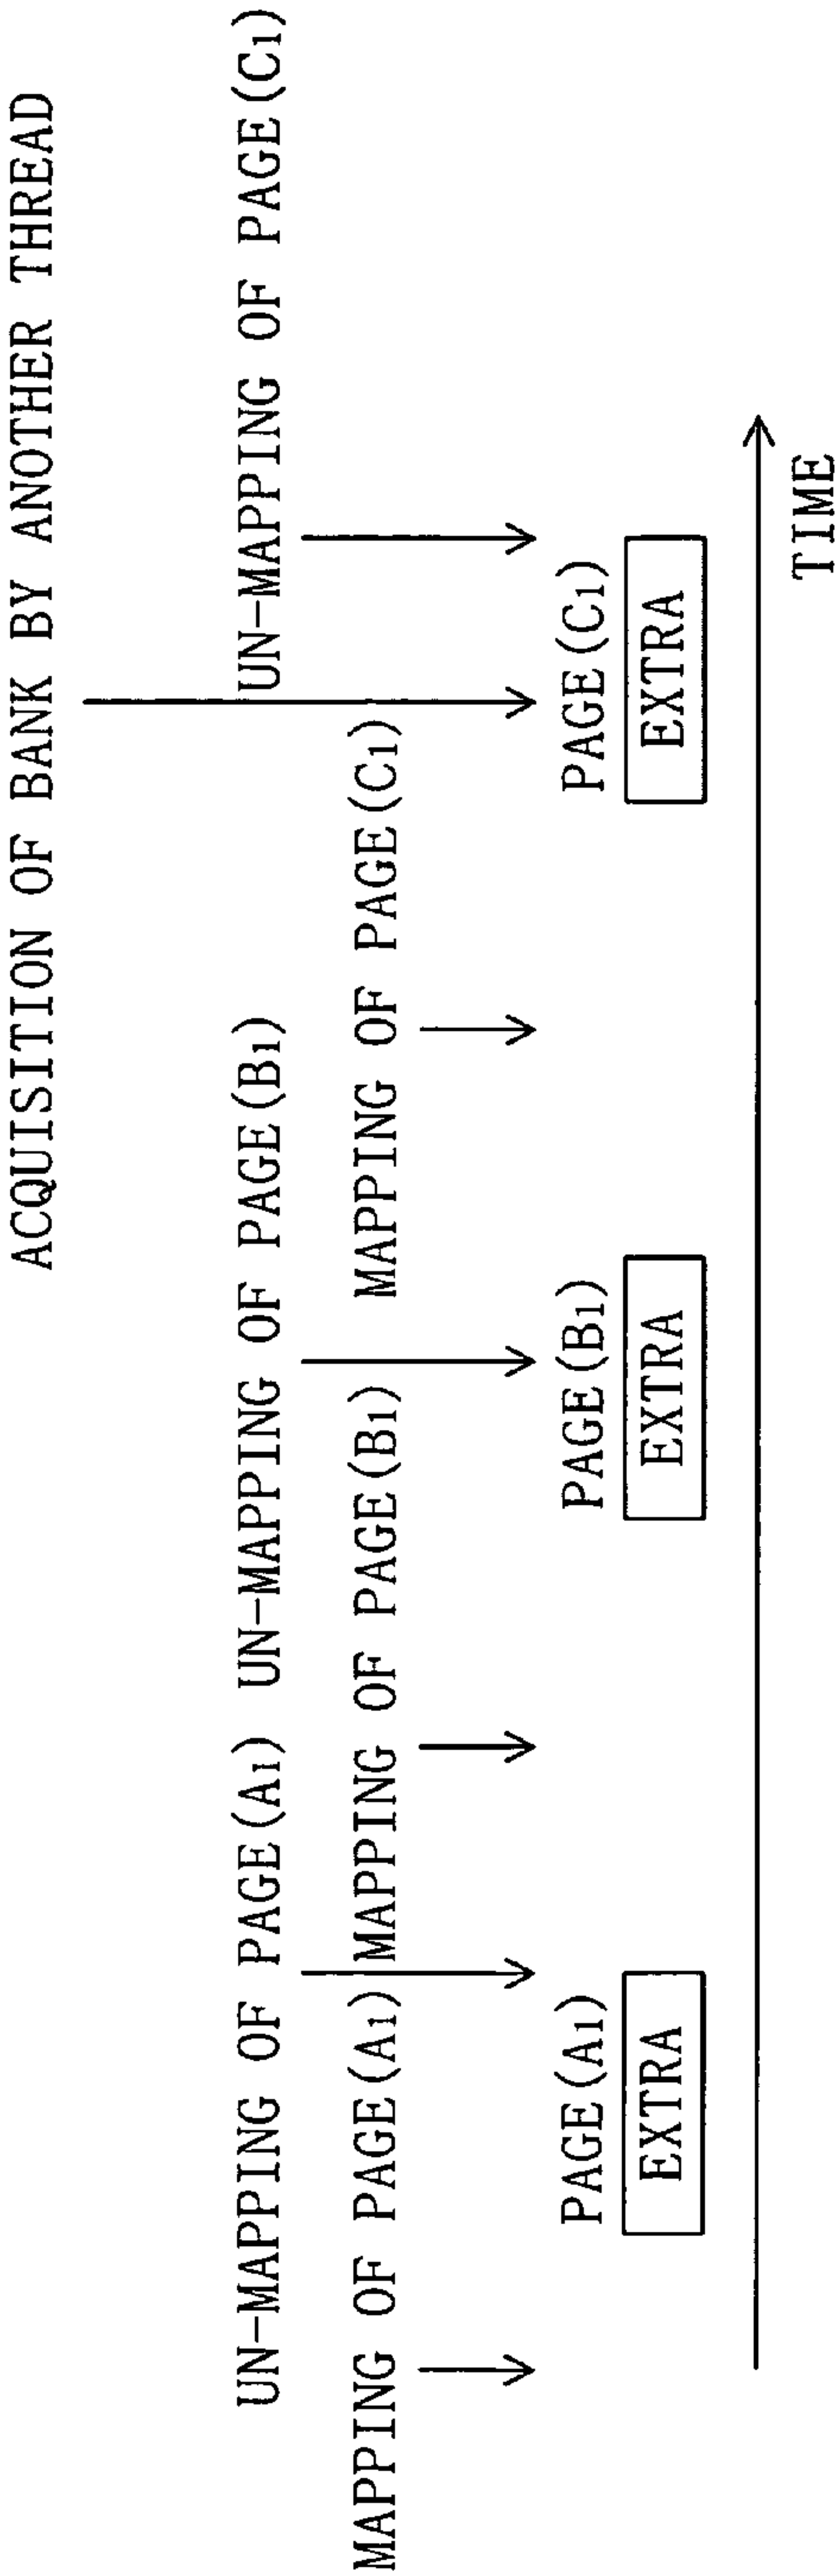 ACQUISITION OF BANK BY ANOTHER THREAD
UN-MAPPING OF PAGE(A1) UN-MAPPING OF PAGE(B1) UN-MAPPING OF PAGE(C1)
MAPPING OF PAGE(A1) MAPPING OF PAGE(B1) MAPPING OF PAGE(C1)
PAGE(A1) PAGE(B1) PAGE(C1)
EXTRA EXTRA EXTRA
TIME